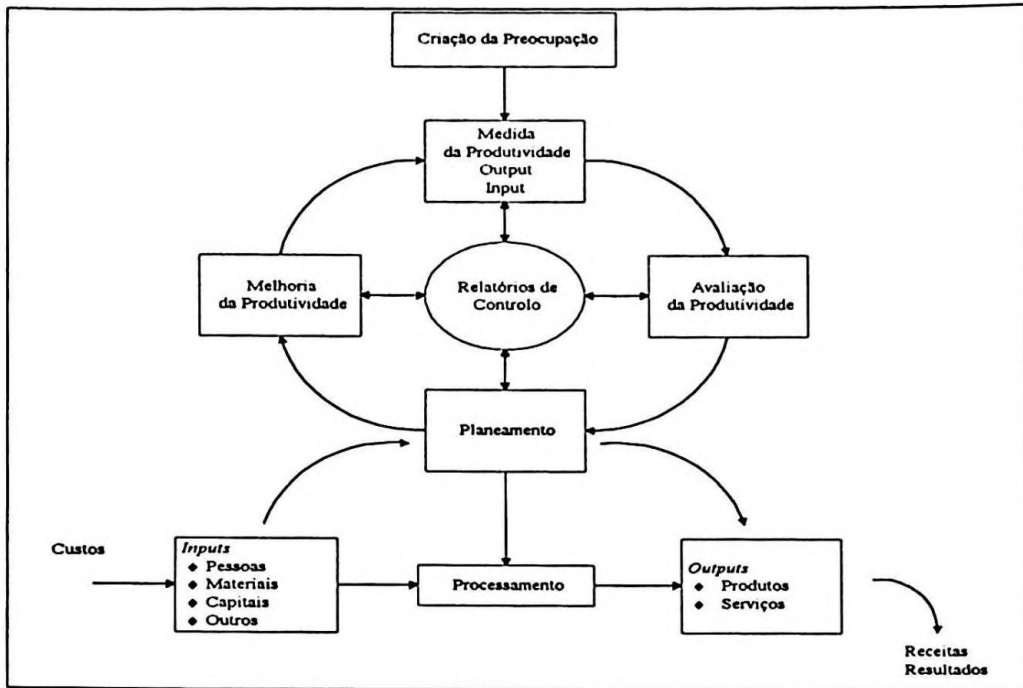 Criação da Preocupação
Medida
da Produtividade
Output
Input
Melhoria
da Produtividade
Relatórios de
Controlo
Avaliação
da Produtividade
Planeamento
Custos
Inputs
◆ Pessoas
◆ Materiais
◆ Capitais
◆ Outros
Processamento
Outputs
◆ Produtos
◆ Serviços
Receitas
Resultados